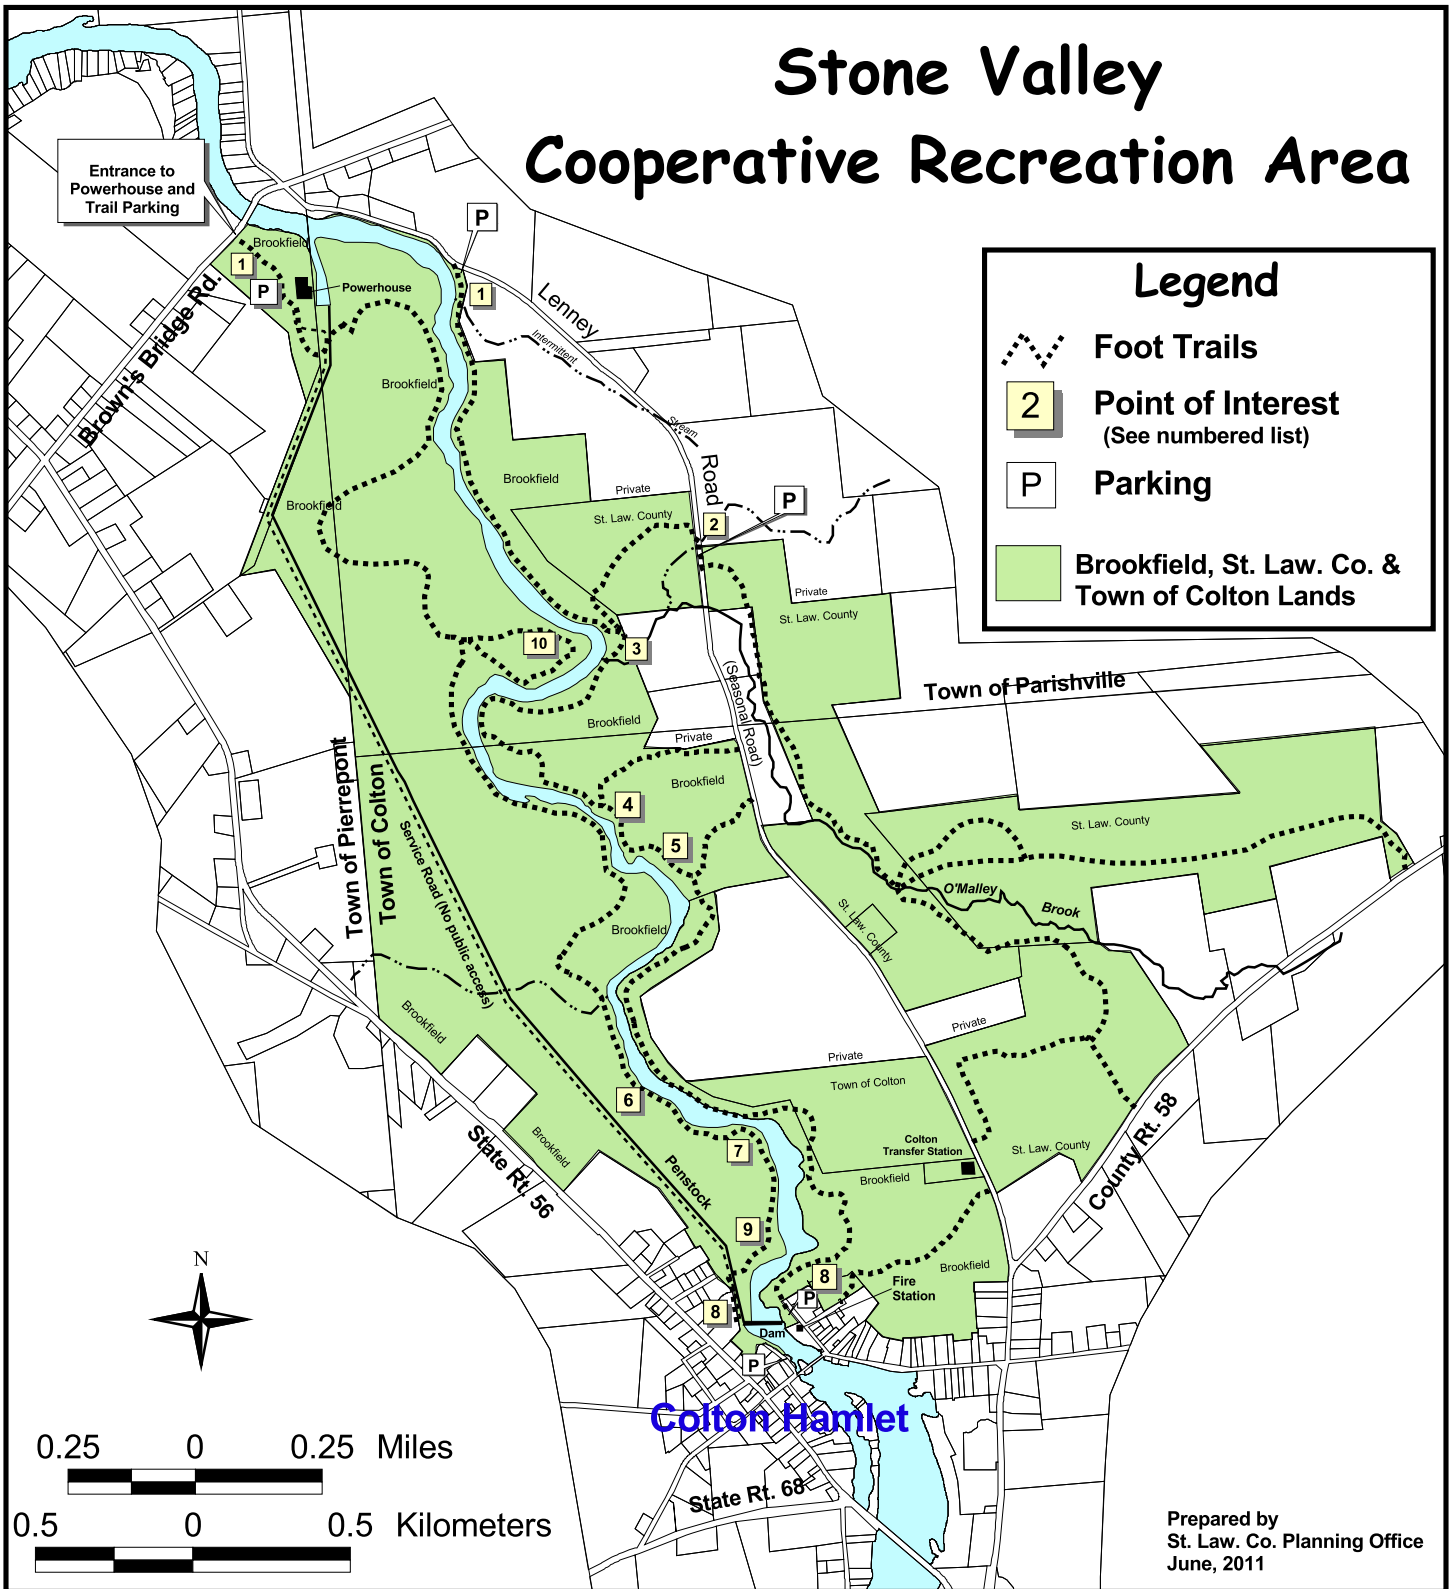 Stone Valley
Cooperative Recreation Area
Entrance to
Powerhouse and
Trail Parking
Legend
Foot Trails
2
Point of Interest
(See numbered list)
P
Parking
Brookfield, St. Law. Co. &
Town of Colton Lands
Brookfield
1
P
Powerhouse
Brown's Bridge Rd.
P
1
Lenney
Intermittent
Stream
Road
Brookfield
Brookfield
Brookfield
Private
St. Law. County
2
P
Private
St. Law. County
10
3
(Seasonal Road)
Town of Parishville
Brookfield
Private
Brookfield
Town of Pierrepont
Town of Colton
Service Road (No public access)
4
5
St. Law. County
O'Malley
Brook
St. Law. County
Brookfield
Brookfield
Private
Private
Town of Colton
6
7
Colton
Transfer Station
St. Law. County
County Rt. 58
Brookfield
State Rt. 56
Brookfield
Penstock
9
8
Brookfield
Fire
Station
P
8
Dam
P
Colton Hamlet
State Rt. 68
N
0.25 0 0.25 Miles
0.5 0 0.5 Kilometers
Prepared by
St. Law. Co. Planning Office
June, 2011